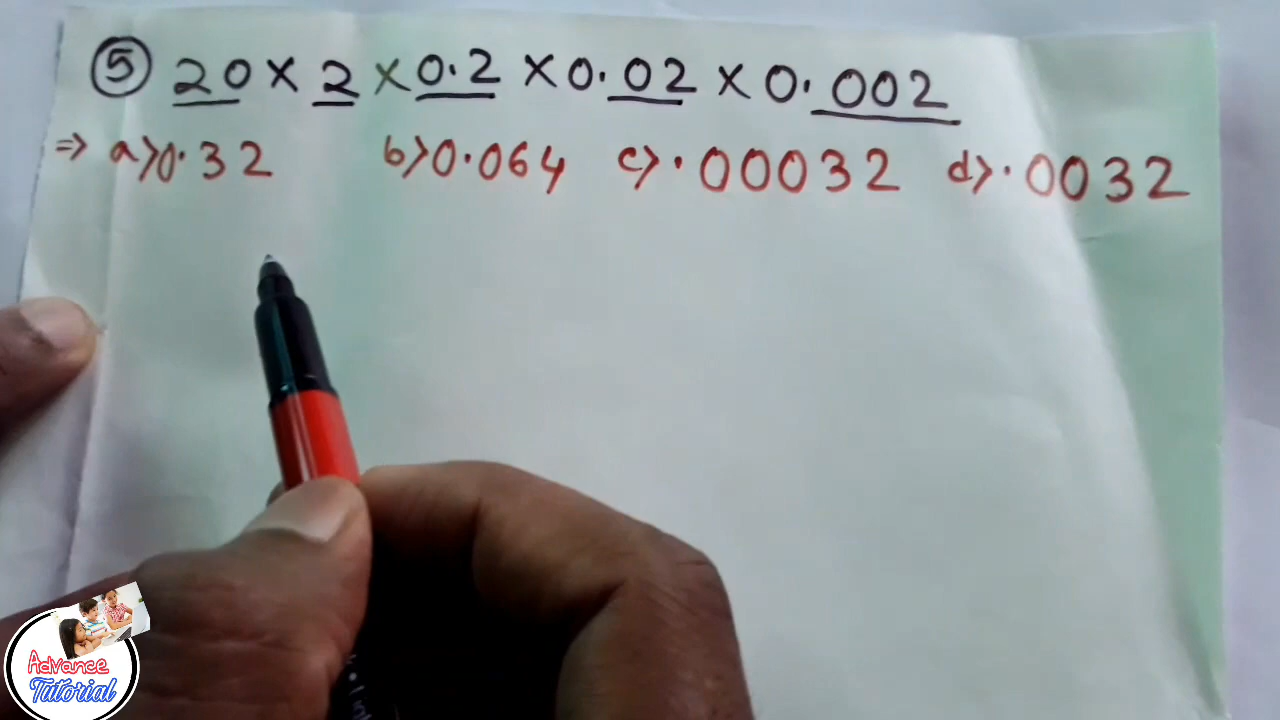 ⑤ 20 × 2 × 0.2 × 0.02 × 0.002
⇒ a> 0.32 b> 0.064 c> .00032 d> .0032
Advance
Tutorial